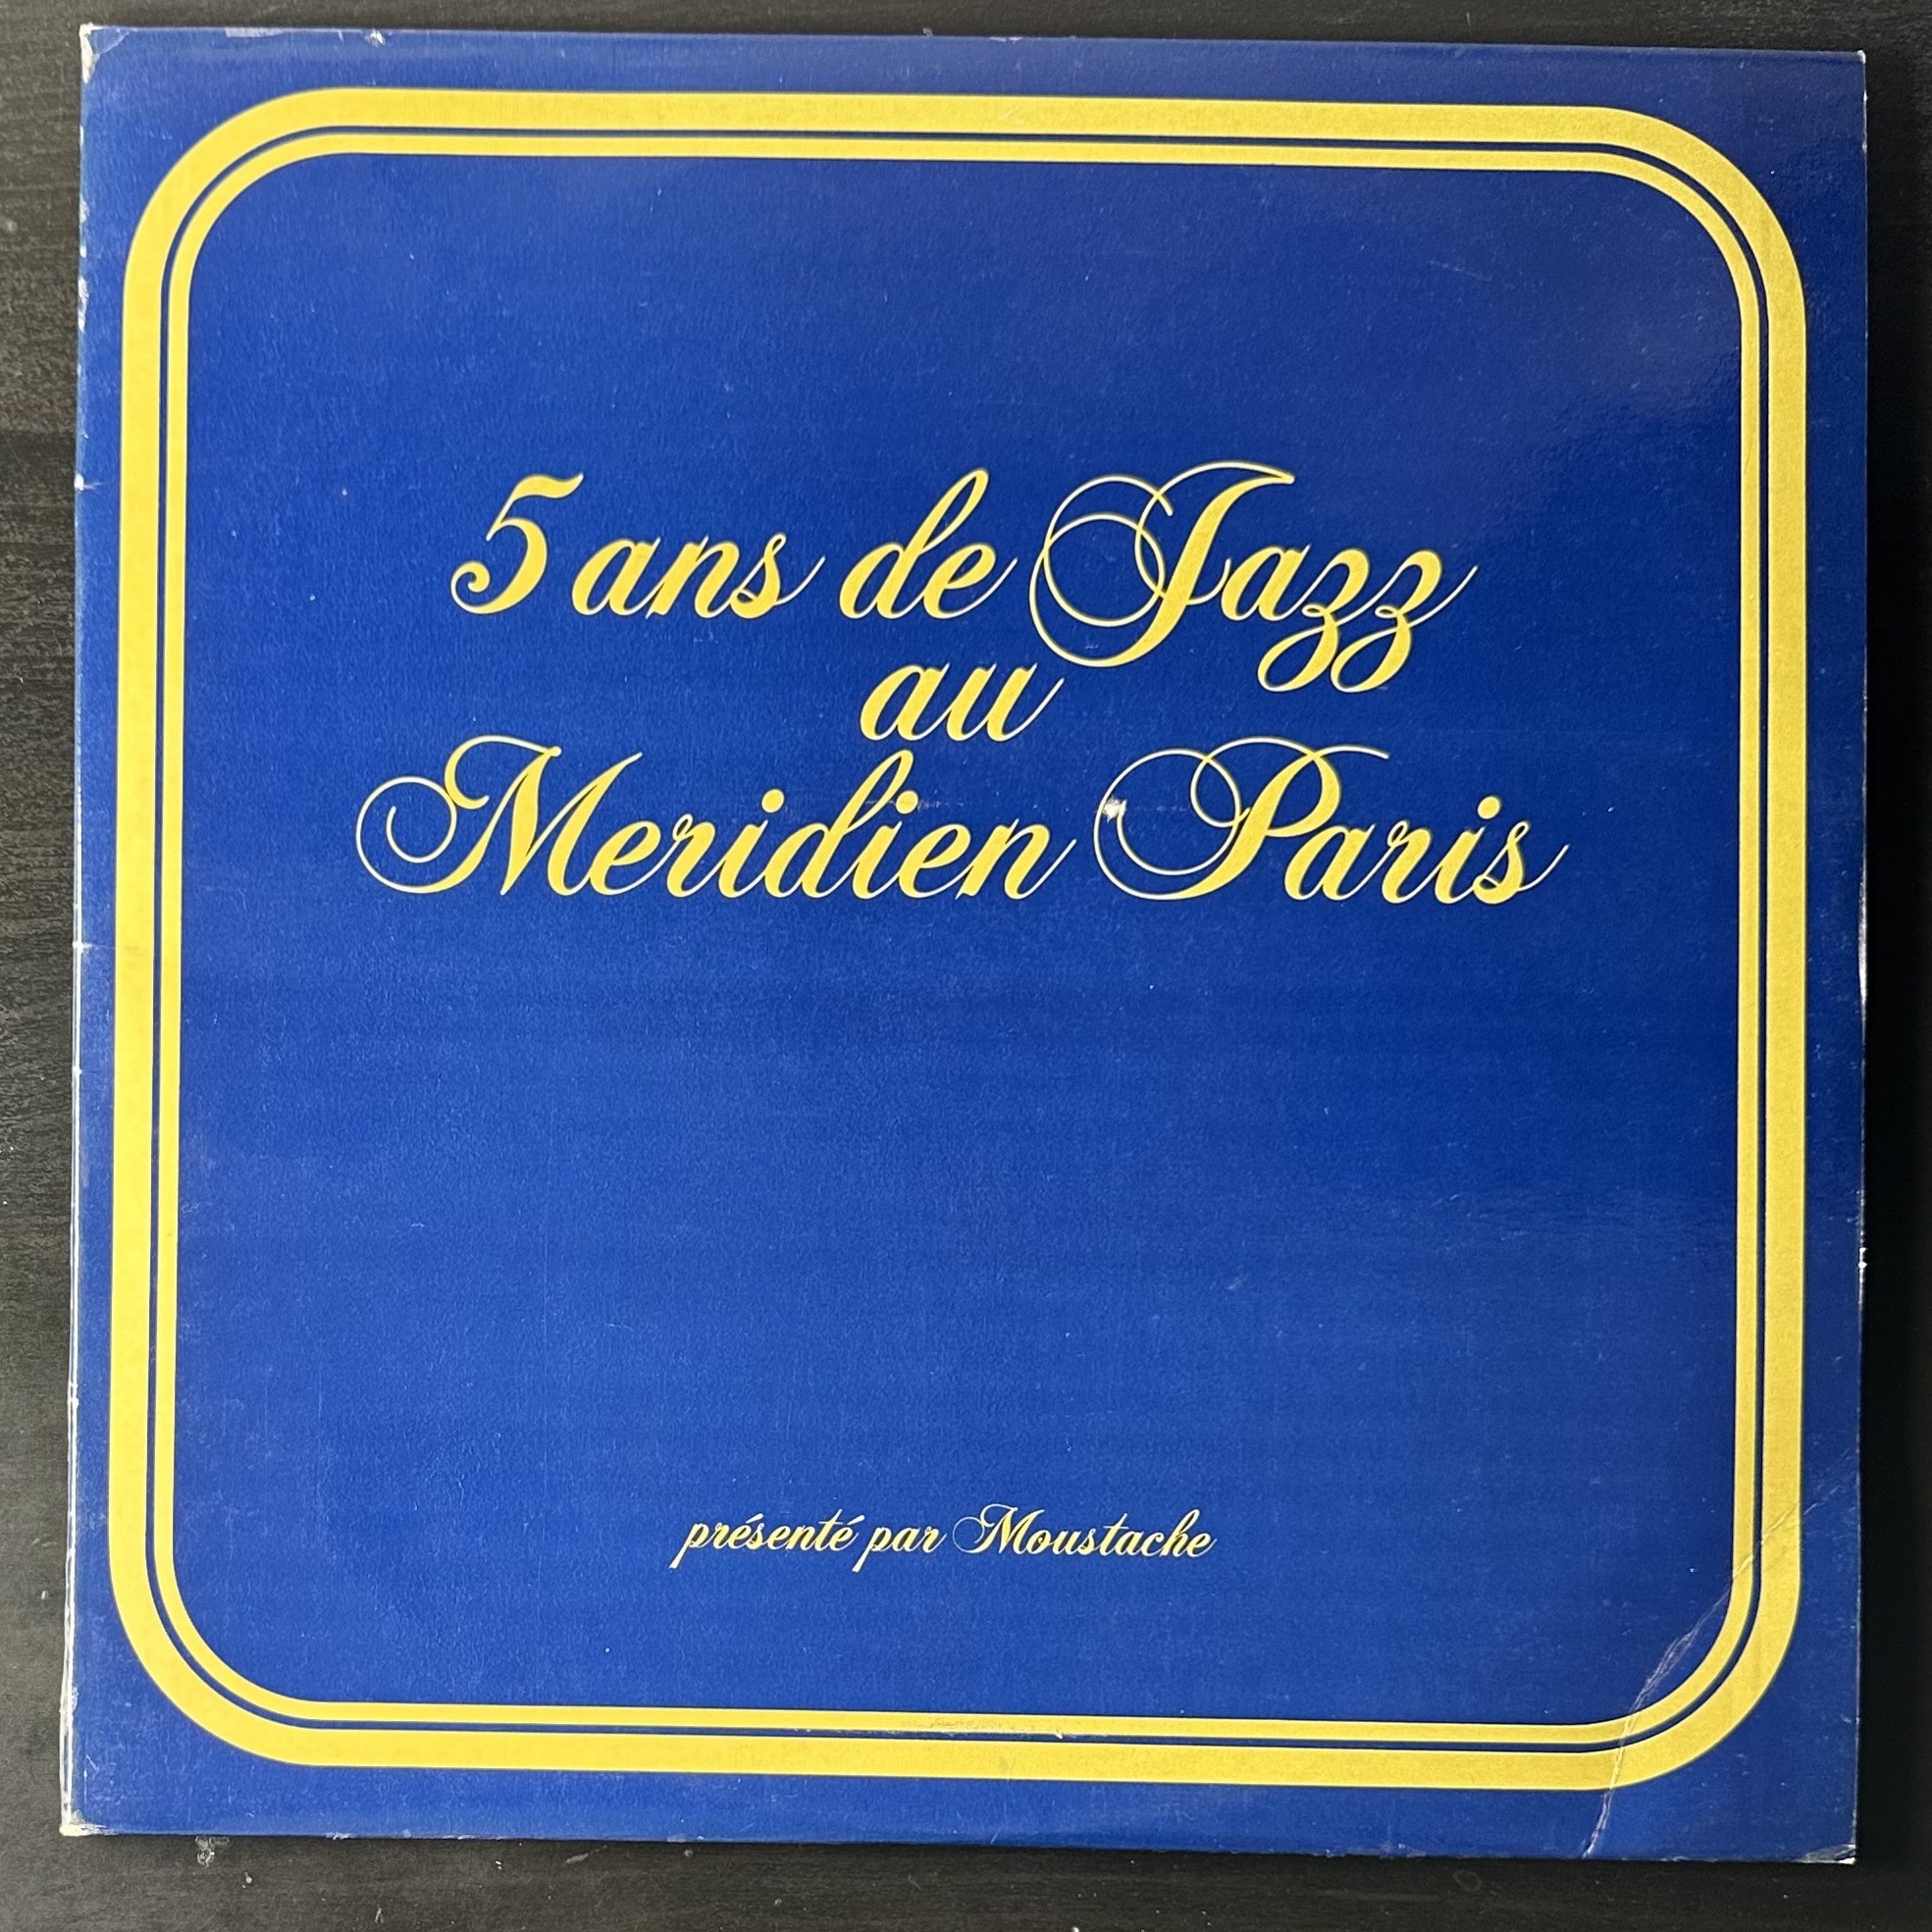 5 ans de Jazz
au
Meridien Paris
présenté par Moustache